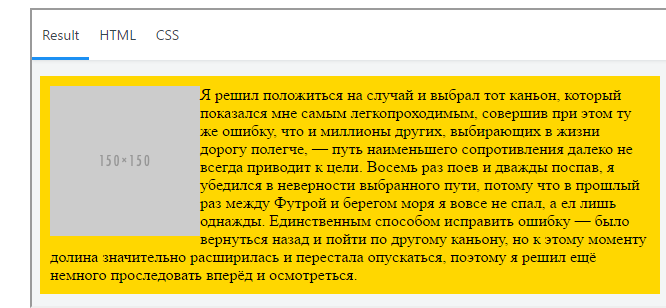 Result HTML CSS
150×150
Я решил положиться на случай и выбрал тот каньон, который
показался мне самым легкопроходимым, совершив при этом ту
же ошибку, что и миллионы других, выбирающих в жизни
дорогу полегче, — путь наименьшего сопротивления далеко не
всегда приводит к цели. Восемь раз поев и дважды поспав, я
убедился в неверности выбранного пути, потому что в прошлый
раз между Футрой и берегом моря я вовсе не спал, а ел лишь
однажды. Единственным способом исправить ошибку — было
вернуться назад и пойти по другому каньону, но к этому моменту
долина значительно расширилась и перестала опускаться, поэтому я решил ещё
немного проследовать вперёд и осмотреться.